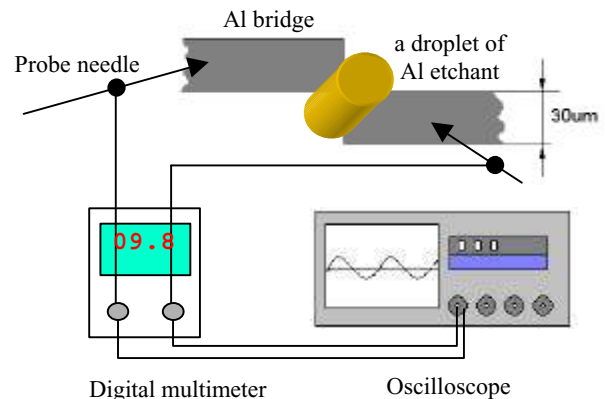 Al bridge
a droplet of
Al etchant
Probe needle
30um
09.8
Digital multimeter
Oscilloscope